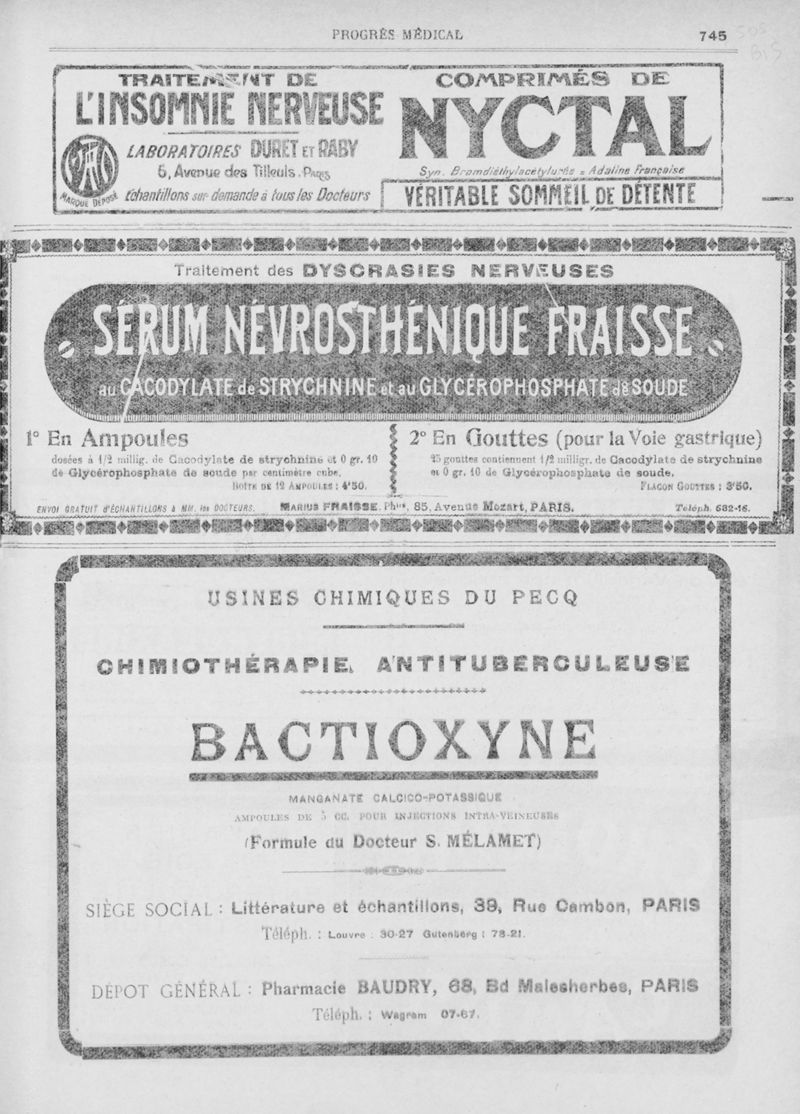 PROGRÈS MÉDICAL
745
TRAITEMENT DE
L'INSOMNIE NERVEUSE
LABORATOIRES DURET ET RABY
5, Avenue des Tilleuls. PARIS
MARQUE DÉPOSÉE
Échantillons sur demande à tous les Docteurs
COMPRIMÉS DE
NYCTAL
Syn. Bromdiéthylacétylurée = Adaline Française
VÉRITABLE SOMMEIL DE DÉTENTE
Traitement des DYSCRASIES NERVEUSES
SÉRUM NÉVROSTHÉNIQUE FRAISSE
au CACODYLATE de STRYCHNINE et au GLYCÉROPHOSPHATE de SOUDE
1° En Ampoules
dosées à 1/2 millig. de Cacodylate de strychnine et 0 gr. 10
de Glycérophosphate de soude par centimètre cube.
BOITE DE 12 AMPOULES : 4'50.
2° En Gouttes (pour la Voie gastrique)
25 gouttes contiennent 1/2 milligr. de Cacodylate de strychnine
et 0 gr. 10 de Glycérophosphate de soude.
FLACON GOUTTES : 3'50.
ENVOI GRATUIT D'ÉCHANTILLONS à MM. les DOCTEURS.
MARIUS FRAISSE, Phien, 85, Avenue Mozart, PARIS.
Téléph. 682-16.
USINES CHIMIQUES DU PECQ
CHIMIOTHÉRAPIE ANTITUBERCULEUSE
BACTIOXYNE
MANGANATE CALCICO-POTASSIQUE
AMPOULES DE 5 CC. POUR INJECTIONS INTRA-VEINEUSES
(Formule du Docteur S. MÉLAMET)
SIÈGE SOCIAL : Littérature et échantillons, 39, Rue Cambon, PARIS
Téléph. : Louvre : 30-27 Gutenberg : 78-21.
DÉPOT GÉNÉRAL : Pharmacie BAUDRY, 68, Bd Malesherbes, PARIS
Téléph. : Wagram 07-67.